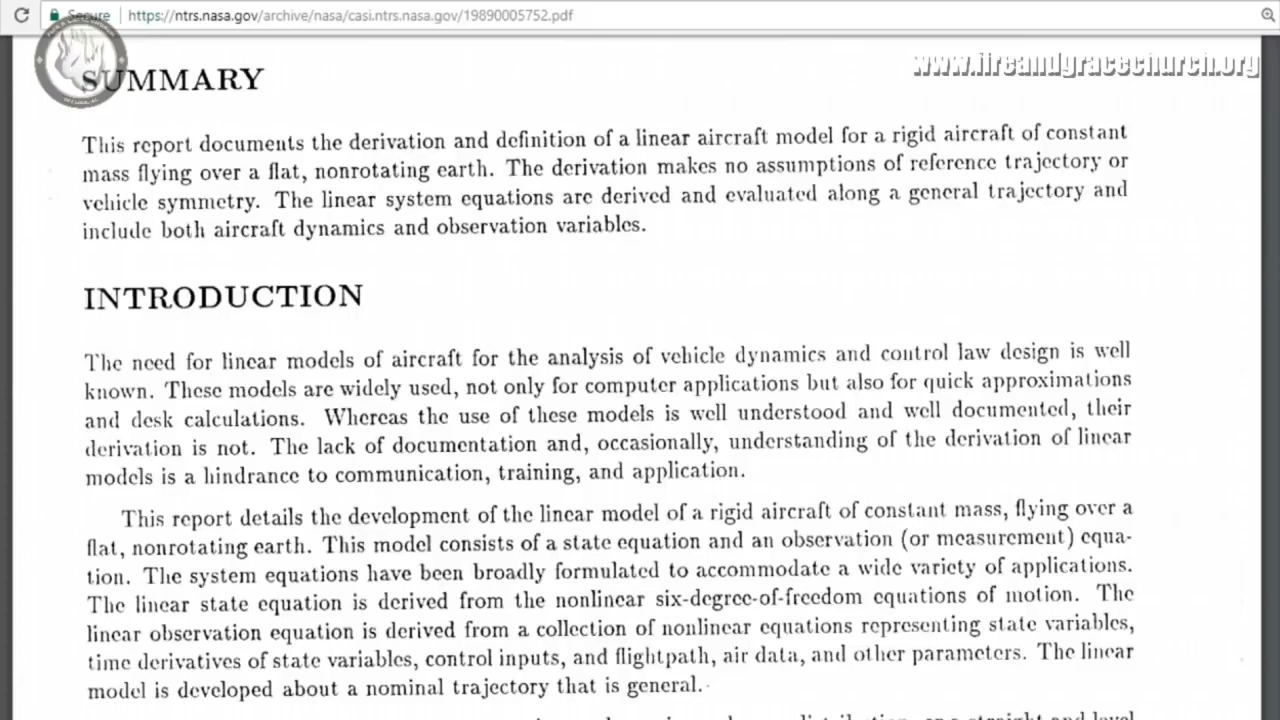 Secure https://ntrs.nasa.gov/archive/nasa/casi.ntrs.nasa.gov/19890005752.pdf
www.fireandgracechurch.org
SUMMARY
This report documents the derivation and definition of a linear aircraft model for a rigid aircraft of constant
mass flying over a flat, nonrotating earth. The derivation makes no assumptions of reference trajectory or
vehicle symmetry. The linear system equations are derived and evaluated along a general trajectory and
include both aircraft dynamics and observation variables.
INTRODUCTION
The need for linear models of aircraft for the analysis of vehicle dynamics and control law design is well
known. These models are widely used, not only for computer applications but also for quick approximations
and desk calculations. Whereas the use of these models is well understood and well documented, their
derivation is not. The lack of documentation and, occasionally, understanding of the derivation of linear
models is a hindrance to communication, training, and application.
This report details the development of the linear model of a rigid aircraft of constant mass, flying over a
flat, nonrotating earth. This model consists of a state equation and an observation (or measurement) equa-
tion. The system equations have been broadly formulated to accommodate a wide variety of applications.
The linear state equation is derived from the nonlinear six-degree-of-freedom equations of motion. The
linear observation equation is derived from a collection of nonlinear equations representing state variables,
time derivatives of state variables, control inputs, and flightpath, air data, and other parameters. The linear
model is developed about a nominal trajectory that is general.